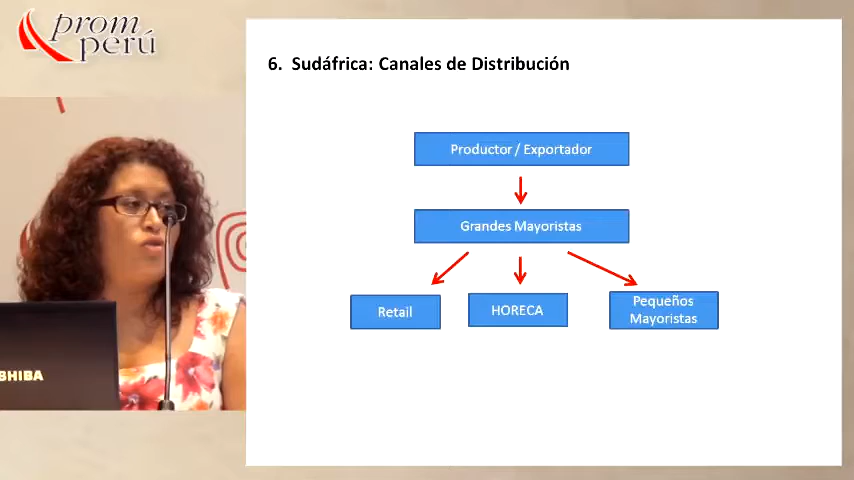 prom
perú
6. Sudáfrica: Canales de Distribución
Productor / Exportador
Grandes Mayoristas
Retail
HORECA
Pequeños
Mayoristas
SHIBA